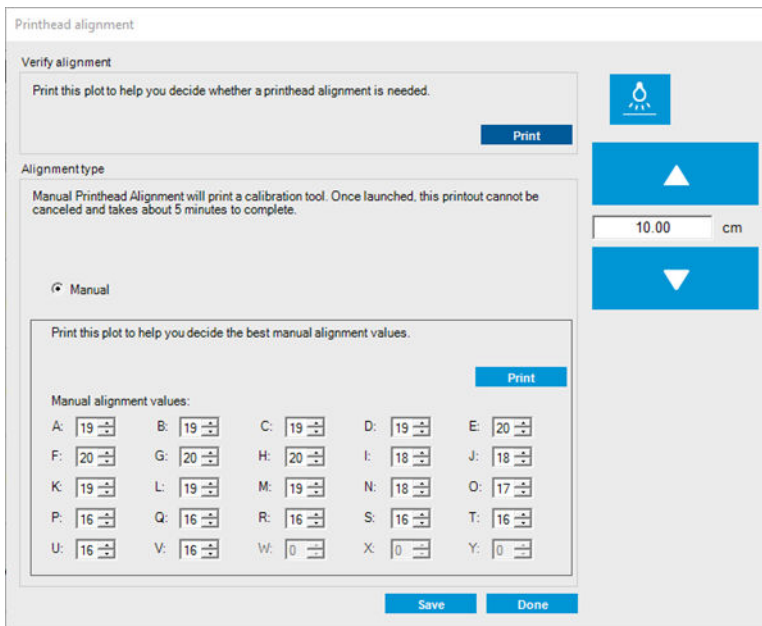 Printhead alignment
Verify alignment
Print this plot to help you decide whether a printhead alignment is needed.
Print
Alignment type
Manual Printhead Alignment will print a calibration tool. Once launched, this printout cannot be
canceled and takes about 5 minutes to complete.
Manual
Print this plot to help you decide the best manual alignment values.
Print
Manual alignment values:
A: 19 B: 19 C: 19 D: 19 E: 20
F: 20 G: 20 H: 20 I: 18 J: 18
K: 19 L: 19 M: 19 N: 18 O: 17
P: 16 Q: 16 R: 16 S: 16 T: 16
U: 16 V: 16 W: 0 X: 0 Y: 0
Save Done
10.00 cm